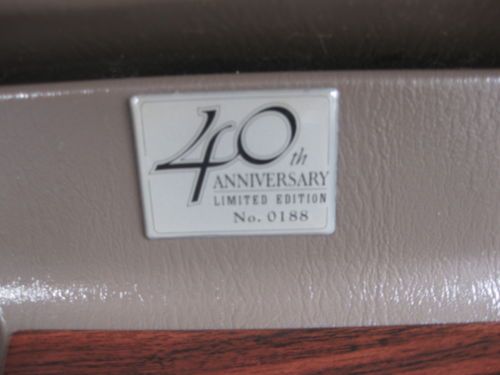 40th
ANNIVERSARY
LIMITED EDITION
No. 0188